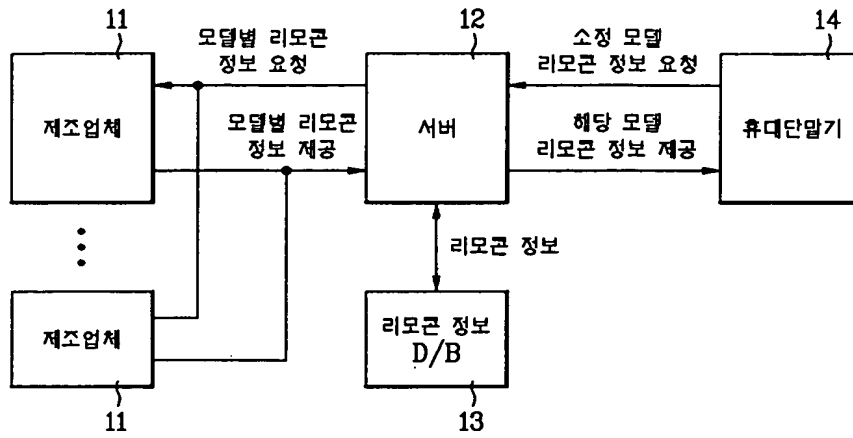 11
모델별 리모콘
정보 요청
12
소정 모델
리모콘 정보 요청
14
제조업체
모델별 리모콘
정보 제공
서버
해당 모델
리모콘 정보 제공
휴대단말기
리모콘 정보
제조업체
리모콘 정보
D/B
11
13